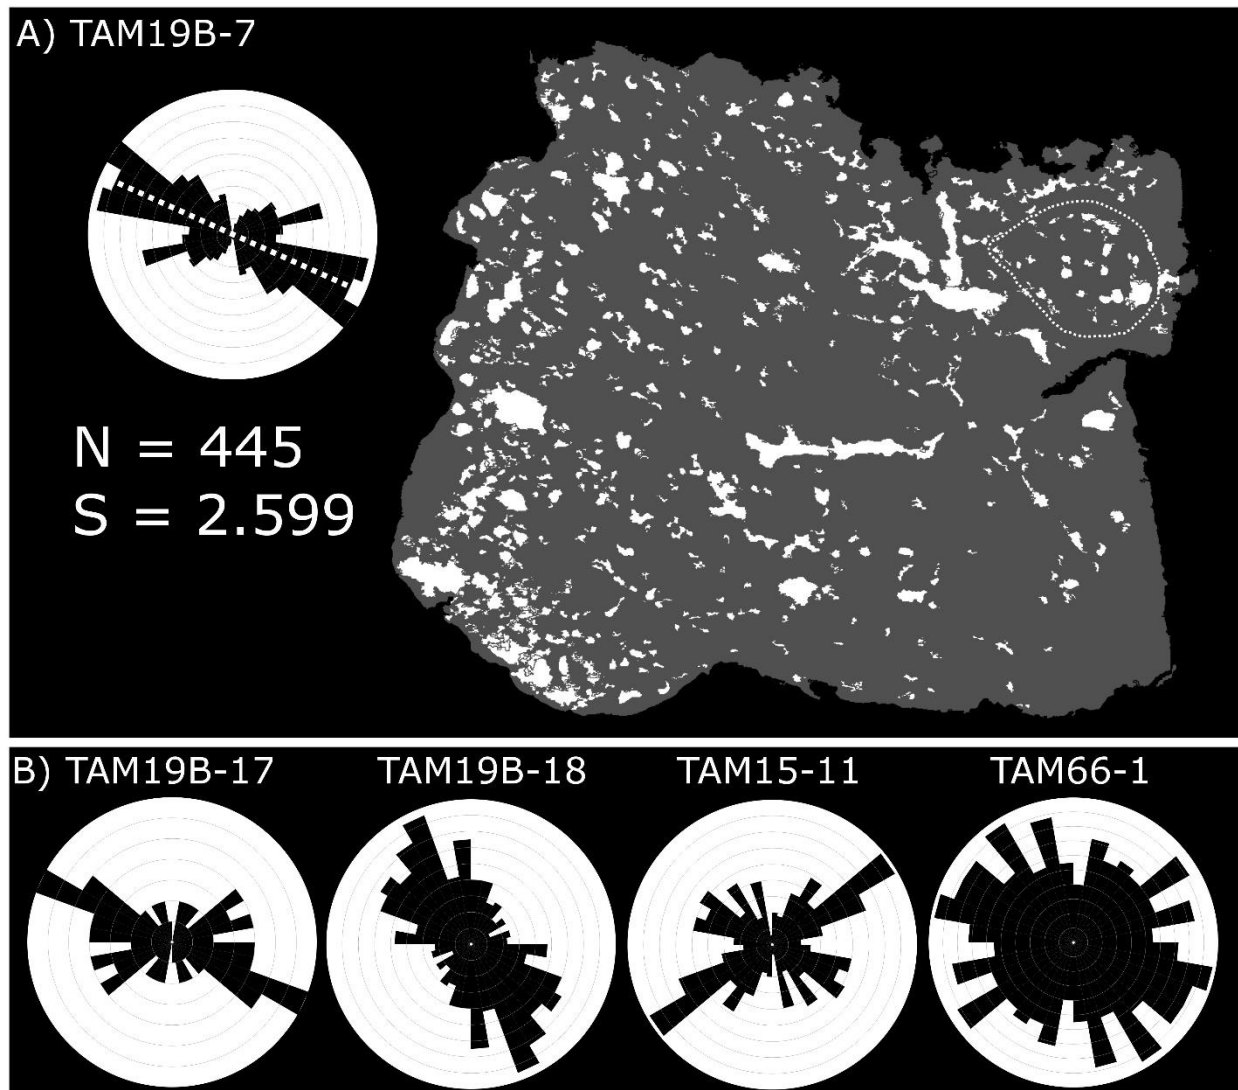 A) TAM19B-7
N = 445
S = 2.599
B) TAM19B-17
TAM19B-18
TAM15-11
TAM66-1